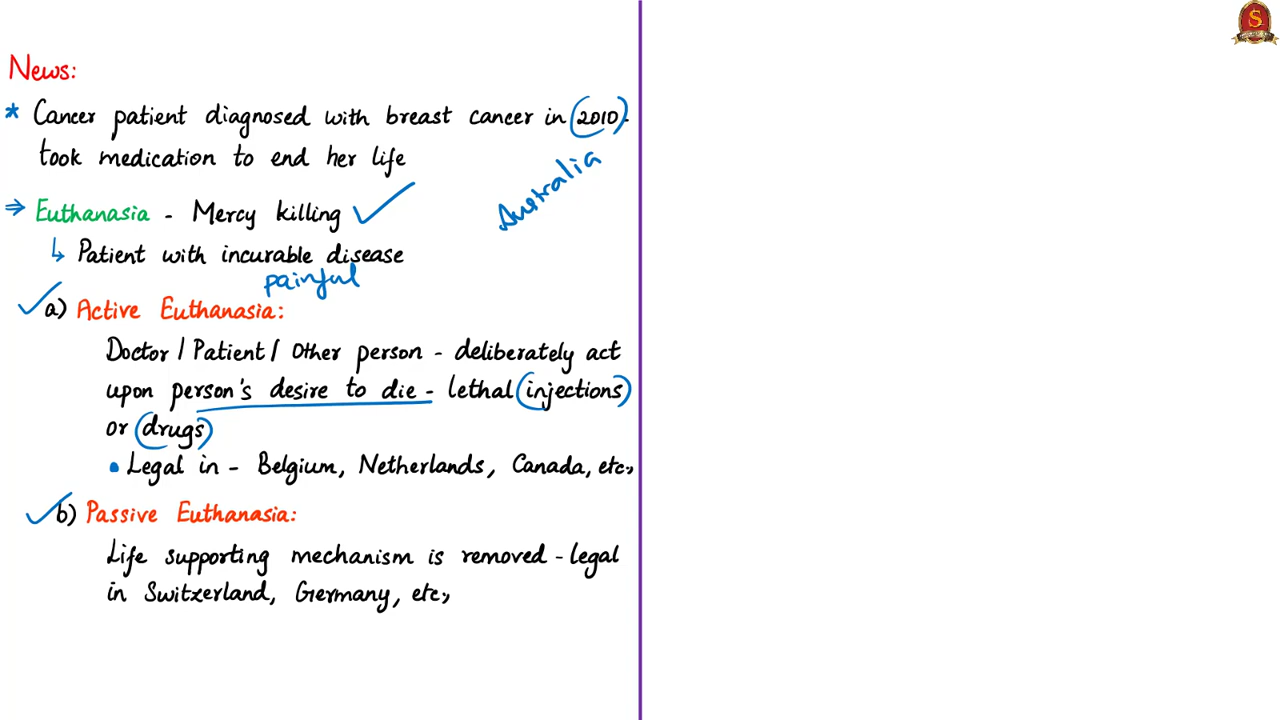 News:
* Cancer patient diagnosed with breast cancer in 2010.
took medication to end her life
Australia
⇒ Euthanasia - Mercy killing ✓
↳ Patient with incurable disease
painful
✓ a) Active Euthanasia:
Doctor / Patient / Other person - deliberately act
upon person's desire to die - lethal (injections)
or (drugs)
• Legal in - Belgium, Netherlands, Canada, etc,
✓ b) Passive Euthanasia:
Life supporting mechanism is removed - legal
in Switzerland, Germany, etc,